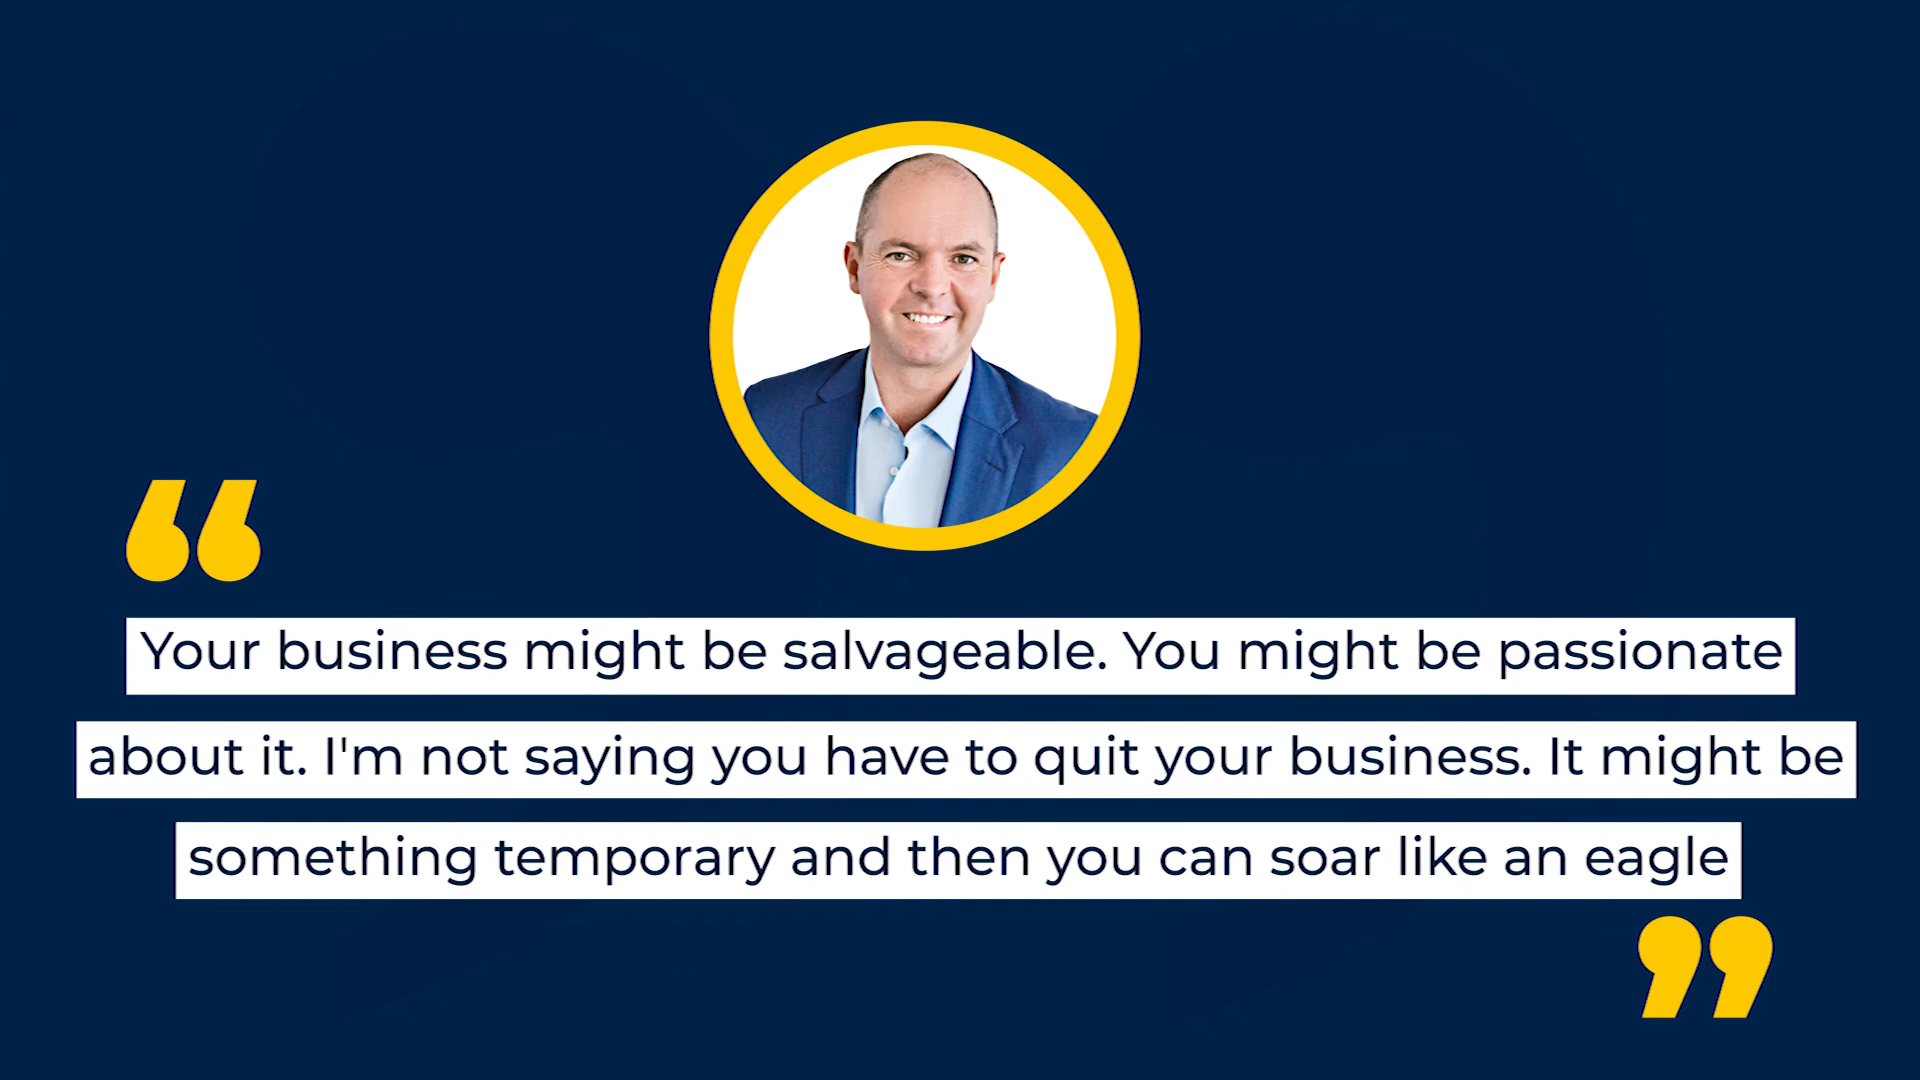 “
Your business might be salvageable. You might be passionate
about it. I'm not saying you have to quit your business. It might be
something temporary and then you can soar like an eagle
”